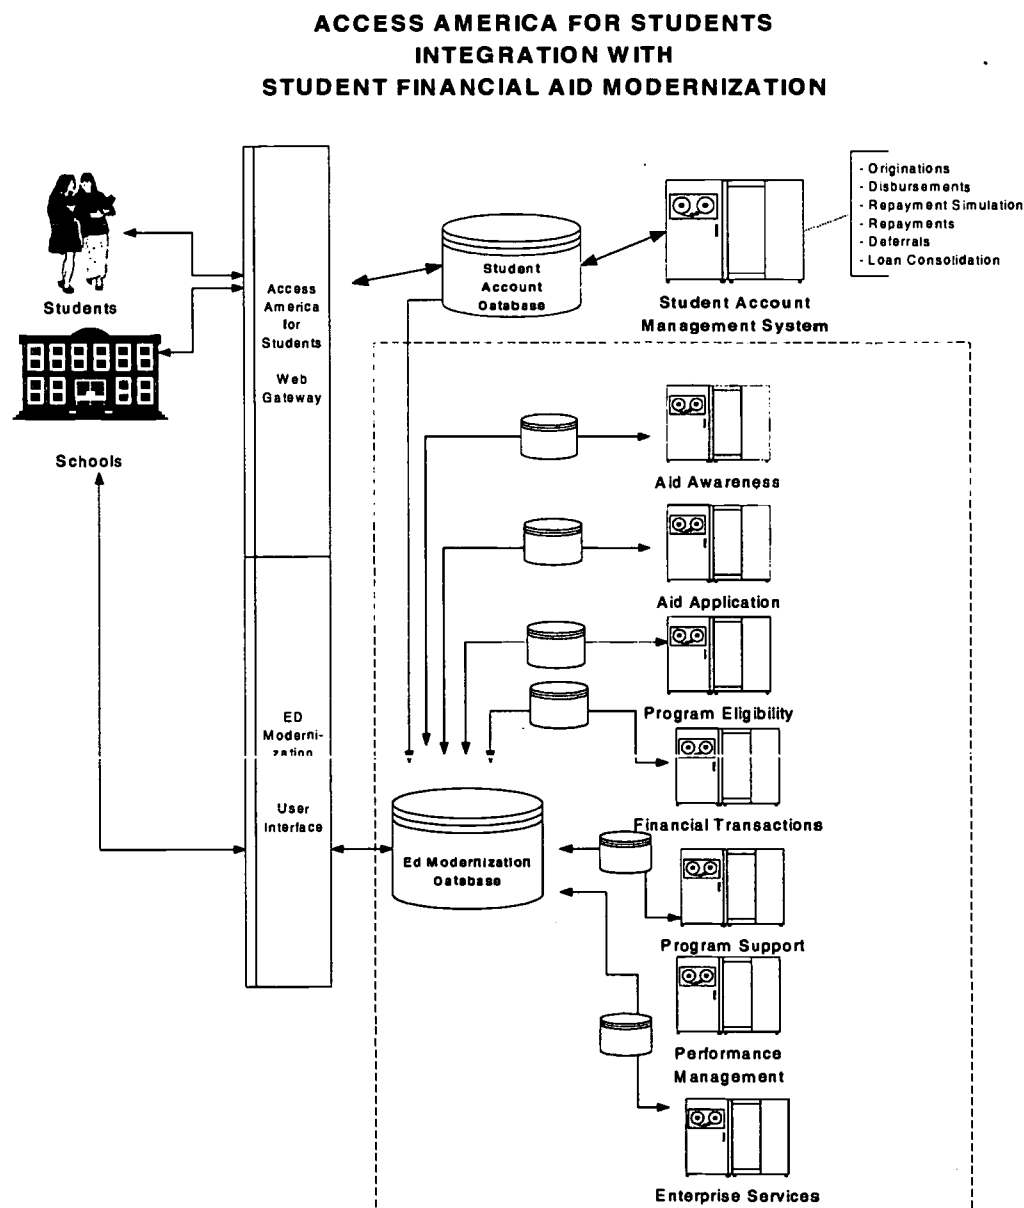 ACCESS AMERICA FOR STUDENTS
INTEGRATION WITH
STUDENT FINANCIAL AID MODERNIZATION
- Originations
- Disbursements
- Repayment Simulation
- Repayments
- Deferrals
- Loan Consolidation
Students
Access
America
for
Students
Web
Gateway
Student
Account
Database
Student Account
Management System
Schools
Aid Awareness
Aid Application
Program Eligibility
ED
Moderni-
zation
User
Interface
Financial Transactions
Ed Modernization
Database
Program Support
Performance
Management
Enterprise Services